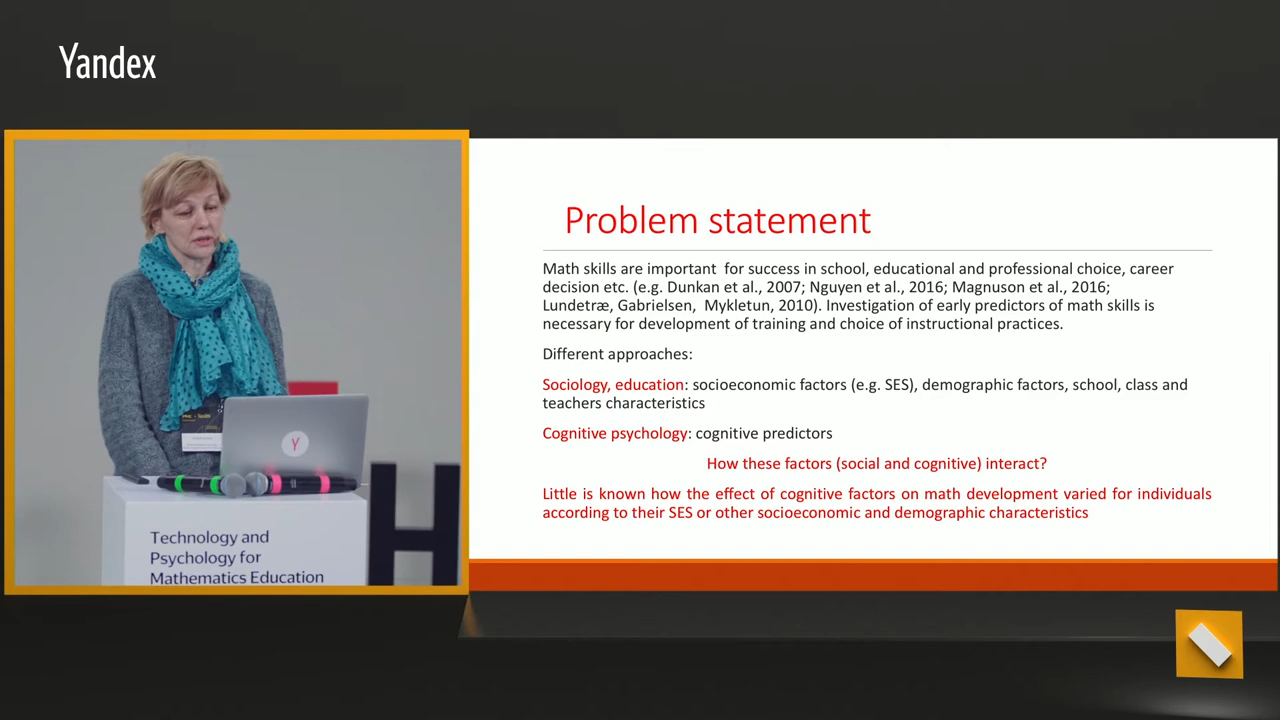 Yandex
Problem statement
Math skills are important for success in school, educational and professional choice, career
decision etc. (e.g. Dunkan et al., 2007; Nguyen et al., 2016; Magnuson et al., 2016;
Lundetræ, Gabrielsen, Mykletun, 2010). Investigation of early predictors of math skills is
necessary for development of training and choice of instructional practices.
Different approaches:
Sociology, education: socioeconomic factors (e.g. SES), demographic factors, school, class and
teachers characteristics
Cognitive psychology: cognitive predictors
How these factors (social and cognitive) interact?
Little is known how the effect of cognitive factors on math development varied for individuals
according to their SES or other socioeconomic and demographic characteristics
Y
Technology and
Psychology for
Mathematics Education
H